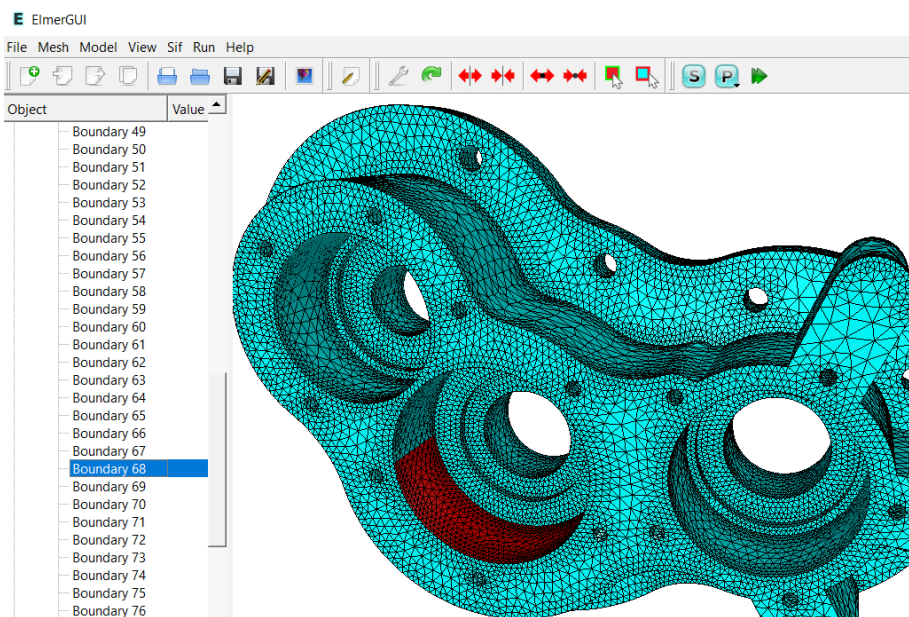 E ElmerGUI
File Mesh Model View Sif Run Help
S P
Object Value
Boundary 49
Boundary 50
Boundary 51
Boundary 52
Boundary 53
Boundary 54
Boundary 55
Boundary 56
Boundary 57
Boundary 58
Boundary 59
Boundary 60
Boundary 61
Boundary 62
Boundary 63
Boundary 64
Boundary 65
Boundary 66
Boundary 67
Boundary 68
Boundary 69
Boundary 70
Boundary 71
Boundary 72
Boundary 73
Boundary 74
Boundary 75
Boundary 76